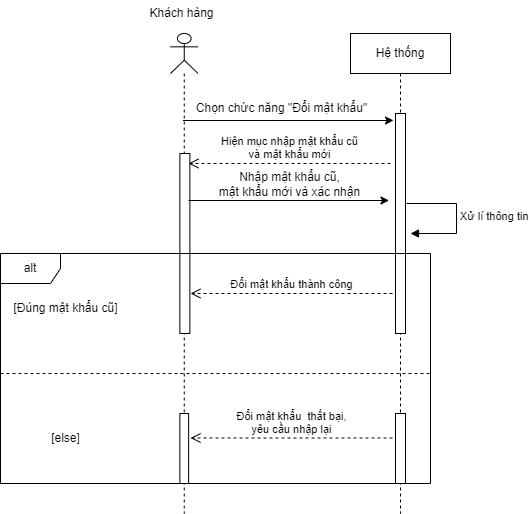 Khách hàng
Hệ thống
Chọn chức năng "Đổi mật khẩu"
Hiện mục nhập mật khẩu cũ
và mật khẩu mới
Nhập mật khẩu cũ,
mật khẩu mới và xác nhận
Xử lí thông tin
alt
Đổi mật khẩu thành công
[Đúng mật khẩu cũ]
Đổi mật khẩu thất bại,
yêu cầu nhập lại
[else]